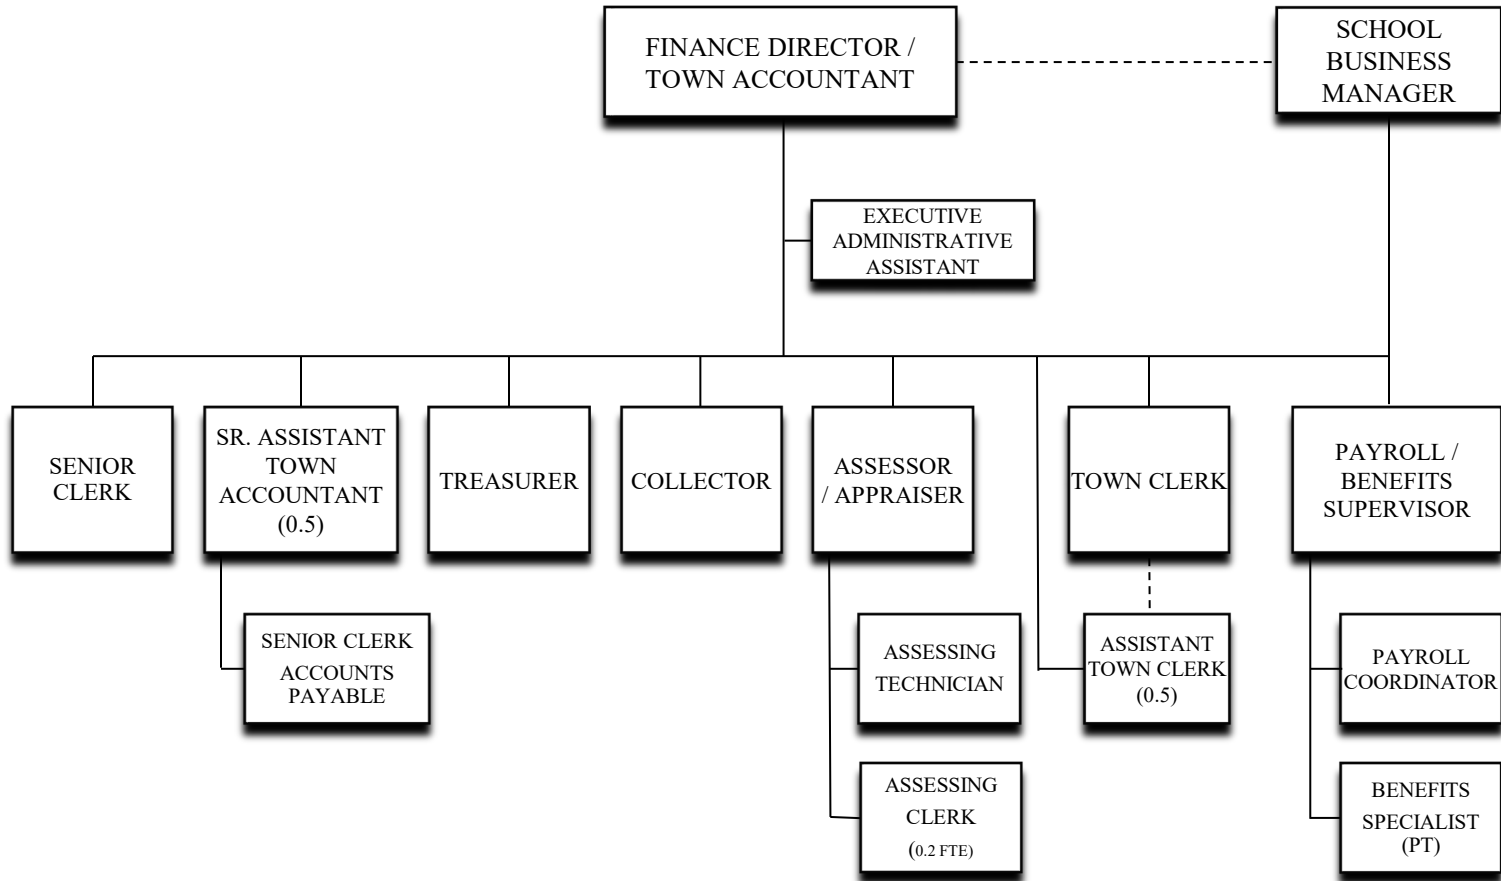 FINANCE DIRECTOR /
TOWN ACCOUNTANT
SCHOOL
BUSINESS
MANAGER
EXECUTIVE
ADMINISTRATIVE
ASSISTANT
SENIOR
CLERK
SR. ASSISTANT
TOWN
ACCOUNTANT
(0.5)
TREASURER
COLLECTOR
ASSESSOR
/ APPRAISER
TOWN CLERK
PAYROLL /
BENEFITS
SUPERVISOR
SENIOR CLERK
ACCOUNTS
PAYABLE
ASSESSING
TECHNICIAN
ASSISTANT
TOWN CLERK
(0.5)
PAYROLL
COORDINATOR
ASSESSING
CLERK
(0.2 FTE)
BENEFITS
SPECIALIST
(PT)